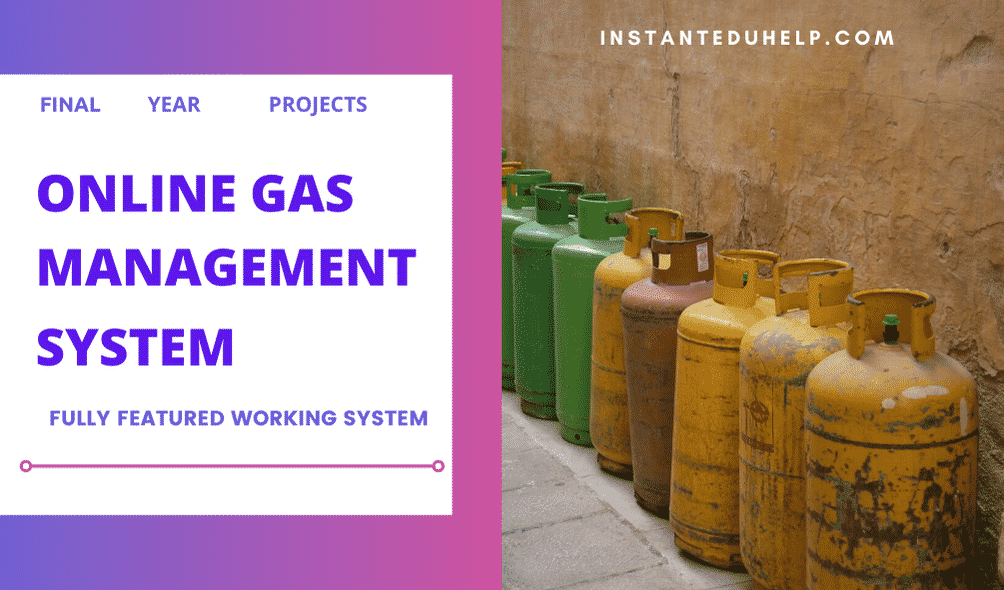 INSTANTEDUHELP.COM
FINAL YEAR PROJECTS
ONLINE GAS
MANAGEMENT
SYSTEM
FULLY FEATURED WORKING SYSTEM